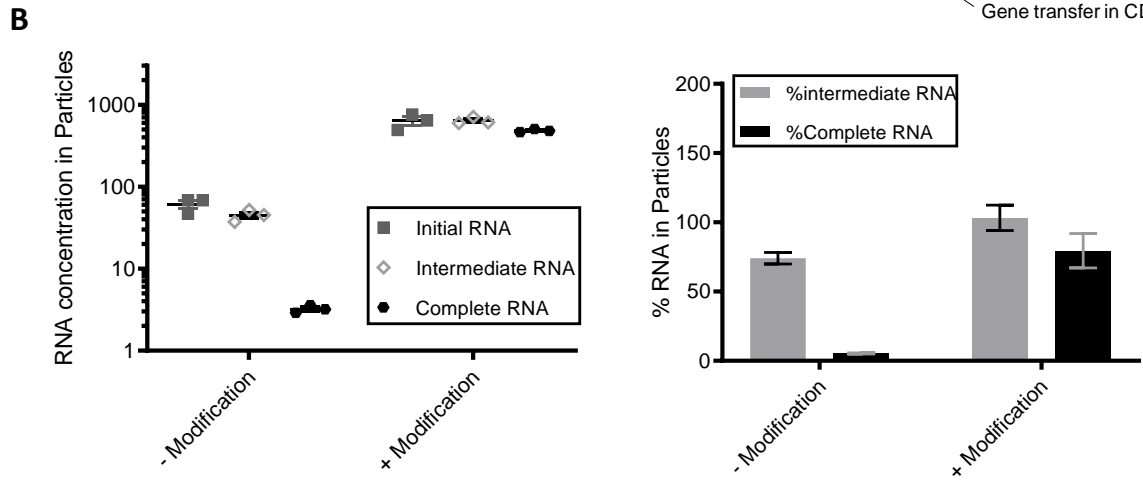 B
Gene transfer in CD
RNA concentration in Particles
1000
100
10
1
Initial RNA
Intermediate RNA
Complete RNA
- Modification
+ Modification
% RNA in Particles
200
150
100
50
0
%intermediate RNA
%Complete RNA
- Modification
+ Modification